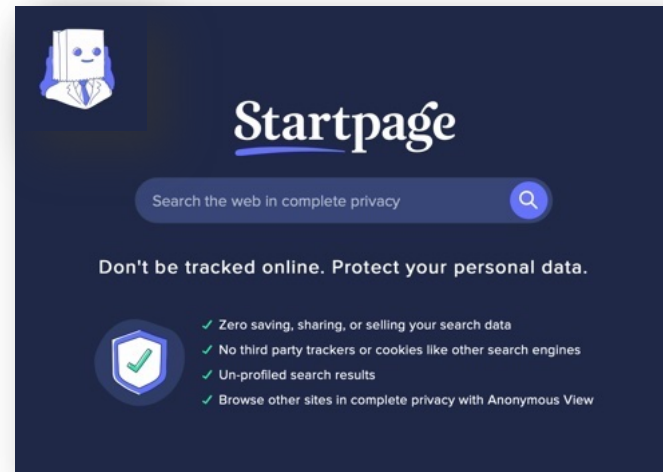 Startpage
Search the web in complete privacy
Don't be tracked online. Protect your personal data.
Zero saving, sharing, or selling your search data
No third party trackers or cookies like other search engines
Un-profiled search results
Browse other sites in complete privacy with Anonymous View